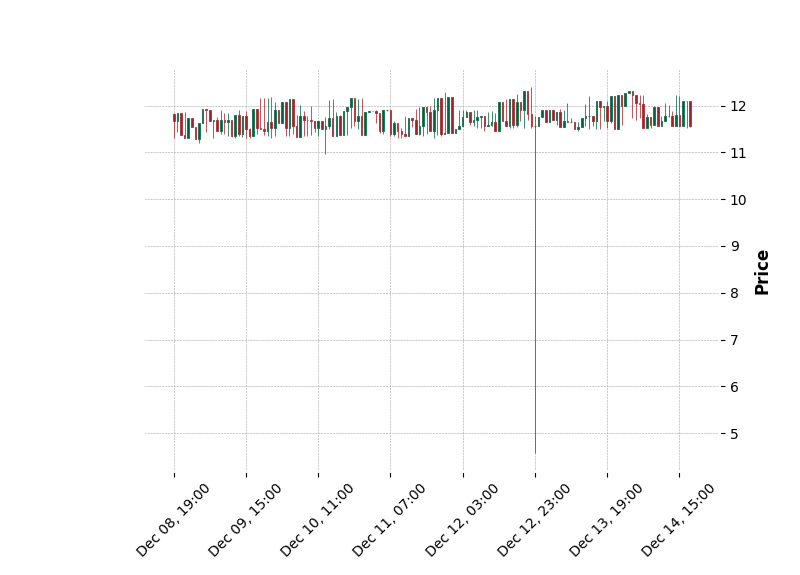 12
11
10
9
8
7
6
5
Price
Dec 08, 19:00
Dec 09, 15:00
Dec 10, 11:00
Dec 11, 07:00
Dec 12, 03:00
Dec 12, 23:00
Dec 13, 19:00
Dec 14, 15:00